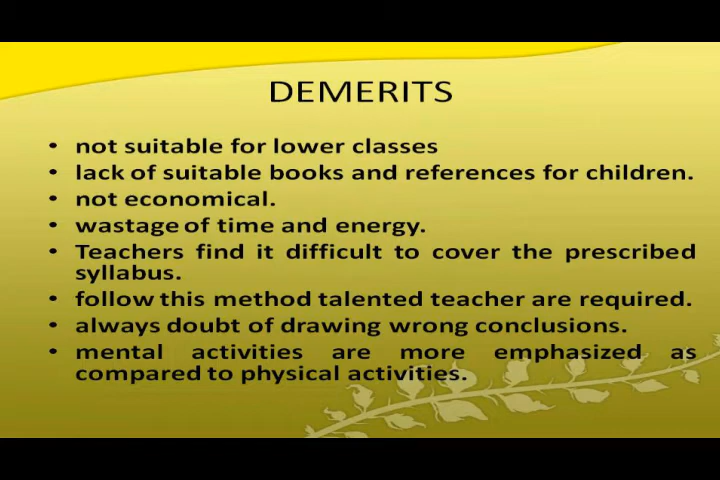 DEMERITS
• not suitable for lower classes
• lack of suitable books and references for children.
• not economical.
• wastage of time and energy.
• Teachers find it difficult to cover the prescribed
syllabus.
• follow this method talented teacher are required.
• always doubt of drawing wrong conclusions.
• mental activities are more emphasized as
compared to physical activities.